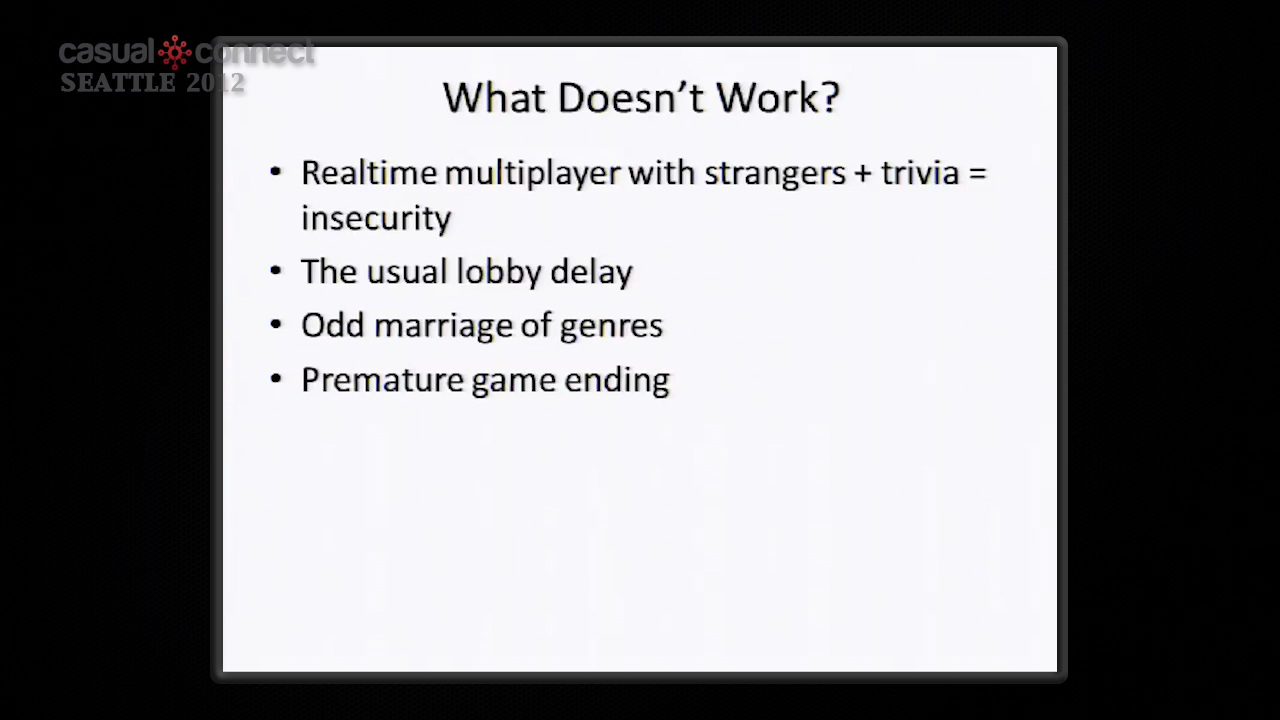 casual connect
SEATTLE 2012
What Doesn't Work?
• Realtime multiplayer with strangers + trivia =
insecurity
• The usual lobby delay
• Odd marriage of genres
• Premature game ending